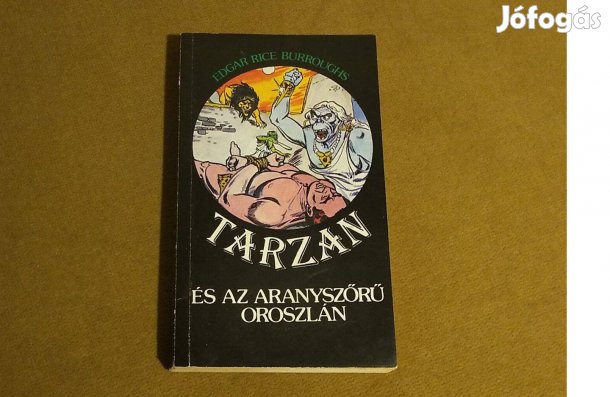 Jófogás
EDGAR RICE BURROUGHS
TARZAN
ÉS AZ ARANYSZŐRŰ
OROSZLÁN